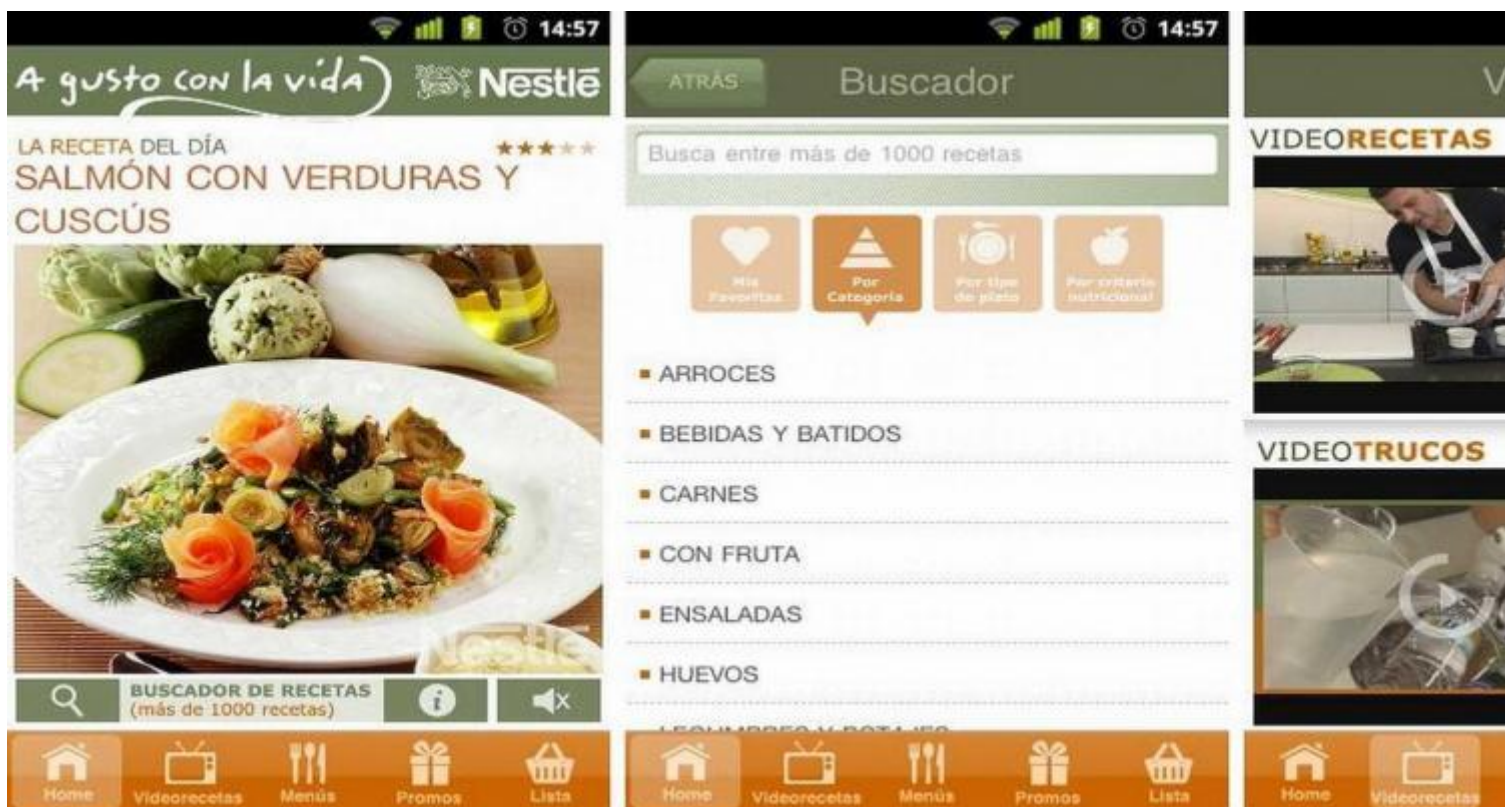 14:57
A gusto con la vida
Nestlé
LA RECETA DEL DÍA
SALMÓN CON VERDURAS Y
CUSCÚS
Nestlé
BUSCADOR DE RECETAS
(más de 1000 recetas)
Home
Videorecetas
Menús
Promos
Lista
14:57
ATRÁS
Buscador
Busca entre más de 1000 recetas
Mis
Favoritas
Por
Categoría
Por tipo
de plato
Por criterio
nutricional
ARROCES
BEBIDAS Y BATIDOS
CARNES
CON FRUTA
ENSALADAS
HUEVOS
LEGUMBRES Y POTAJES
Home
Videorecetas
Menús
Promos
Lista
V
VIDEORECETAS
VIDEOTRUCOS
Home
Videorecetas